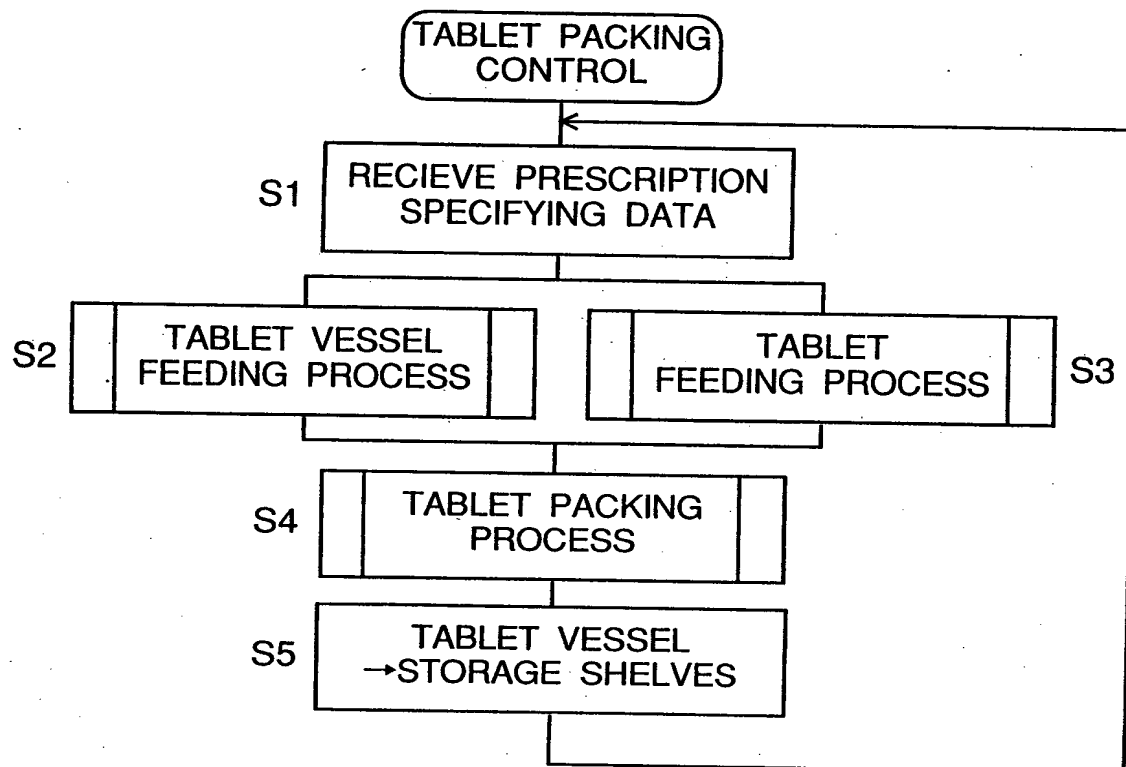 TABLET PACKING
CONTROL
S1
RECIEVE PRESCRIPTION
SPECIFYING DATA
S2
TABLET VESSEL
FEEDING PROCESS
TABLET
FEEDING PROCESS
S3
S4
TABLET PACKING
PROCESS
S5
TABLET VESSEL
→STORAGE SHELVES